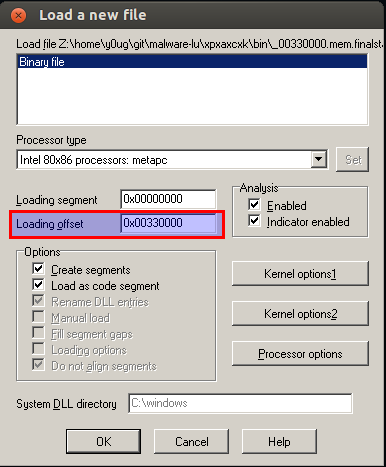 Load a new file
Load file Z:\home\y0ug\git\malware-lu\xpxaxcxk\bin\_00330000.mem.finalsta
Binary file
Processor type
Intel 80x86 processors: metapc
Set
Loading segment 0x00000000
Loading offset 0x00330000
Analysis
Enabled
Indicator enabled
Options
Create segments
Load as code segment
Rename DLL entries
Manual load
Fill segment gaps
Loading options
Do not align segments
Kernel options1
Kernel options2
Processor options
System DLL directory C:\windows
OK Cancel Help